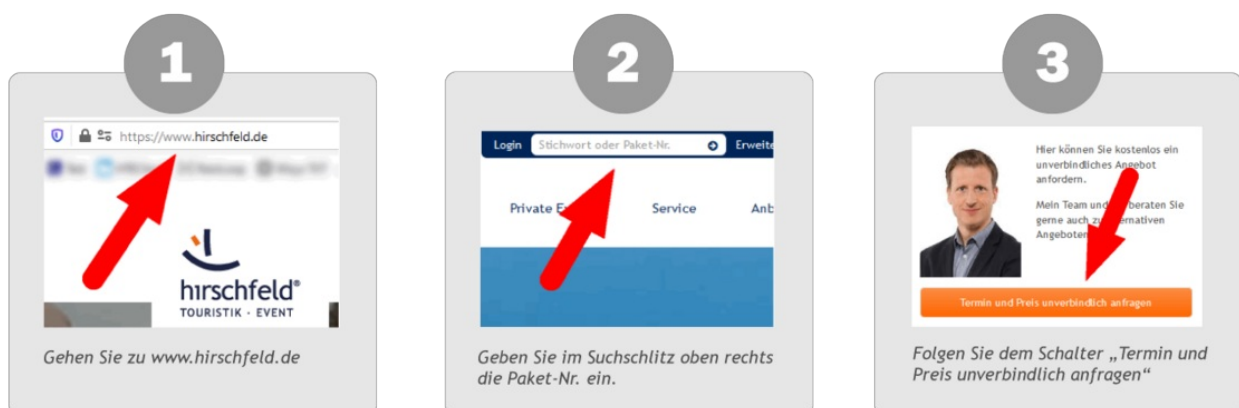 1
https://www.hirschfeld.de
hirschfeld®
TOURISTIK · EVENT
Gehen Sie zu www.hirschfeld.de
2
Login Stichwort oder Paket-Nr. Erweite
Private E Service Anb
Geben Sie im Suchschlitz oben rechts
die Paket-Nr. ein.
3
Hier können Sie kostenlos ein
unverbindliches Angebot
anfordern.
Mein Team und beraten Sie
gerne auch zu ernativen
Angeboten
Termin und Preis unverbindlich anfragen
Folgen Sie dem Schalter „Termin und
Preis unverbindlich anfragen“